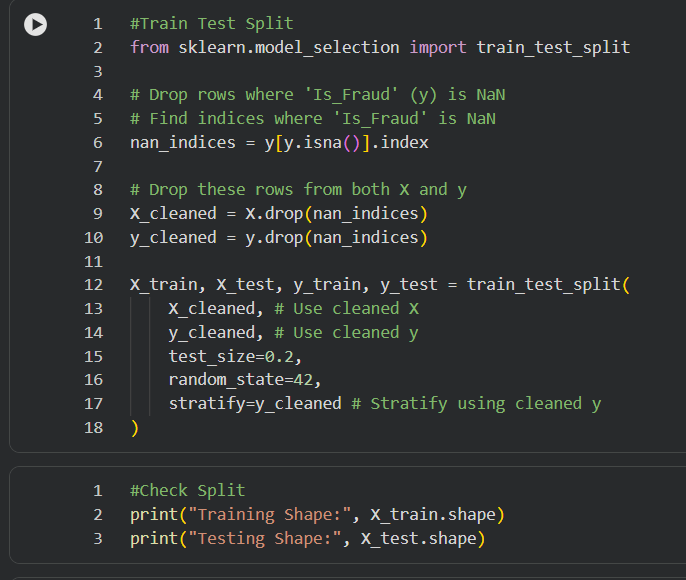 1 #Train Test Split
2 from sklearn.model_selection import train_test_split
3
4 # Drop rows where 'Is_Fraud' (y) is NaN
5 # Find indices where 'Is_Fraud' is NaN
6 nan_indices = y[y.isna()].index
7
8 # Drop these rows from both X and y
9 X_cleaned = X.drop(nan_indices)
10 y_cleaned = y.drop(nan_indices)
11
12 X_train, X_test, y_train, y_test = train_test_split(
13     X_cleaned, # Use cleaned X
14     y_cleaned, # Use cleaned y
15     test_size=0.2,
16     random_state=42,
17     stratify=y_cleaned # Stratify using cleaned y
18 )
1 #Check Split
2 print("Training Shape:", X_train.shape)
3 print("Testing Shape:", X_test.shape)